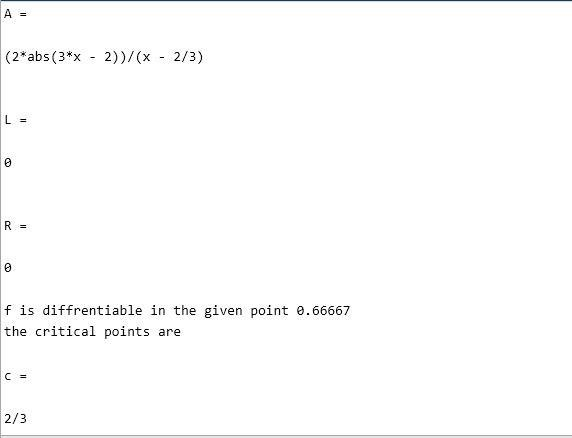 A =
(2*abs(3*x - 2))/(x - 2/3)
L =
0
R =
0
f is diffrentiable in the given point 0.66667
the critical points are
c =
2/3